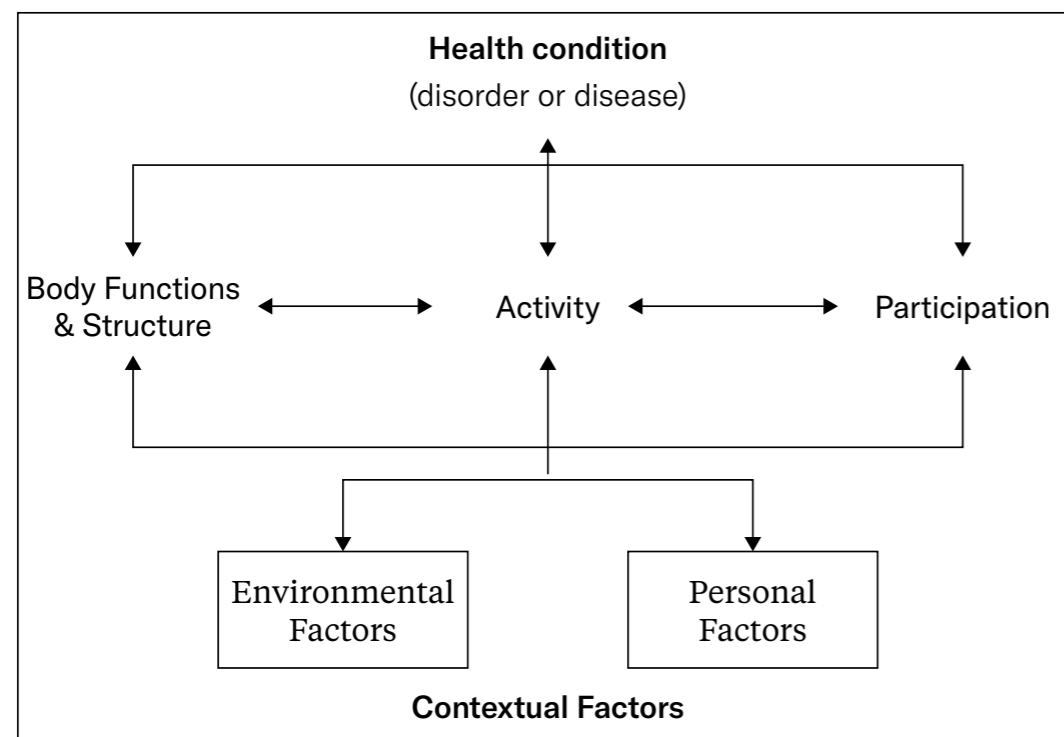 Health condition
(disorder or disease)
Body Functions
& Structure
Activity
Participation
Environmental
Factors
Personal
Factors
Contextual Factors